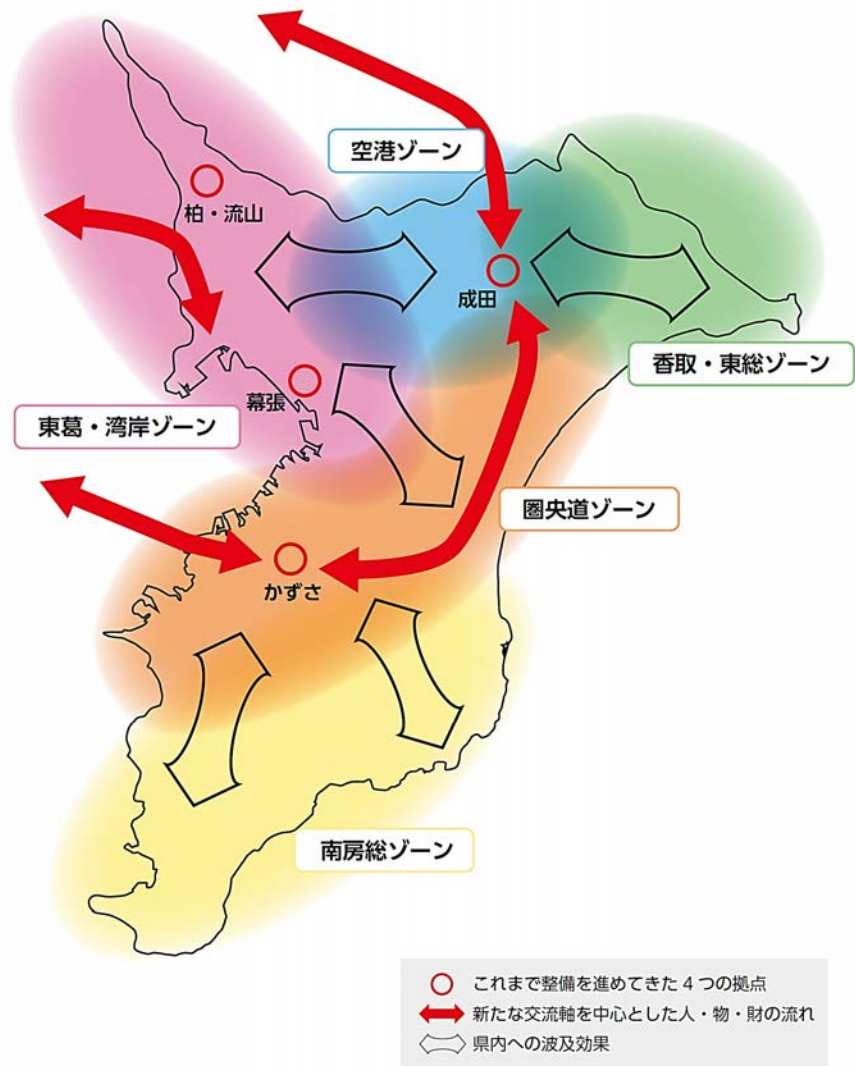 空港ゾーン
柏・流山
成田
香取・東総ゾーン
幕張
東葛・湾岸ゾーン
圏央道ゾーン
かずさ
南房総ゾーン
これまで整備を進めてきた4つの拠点
新たな交流軸を中心とした人・物・財の流れ
県内への波及効果